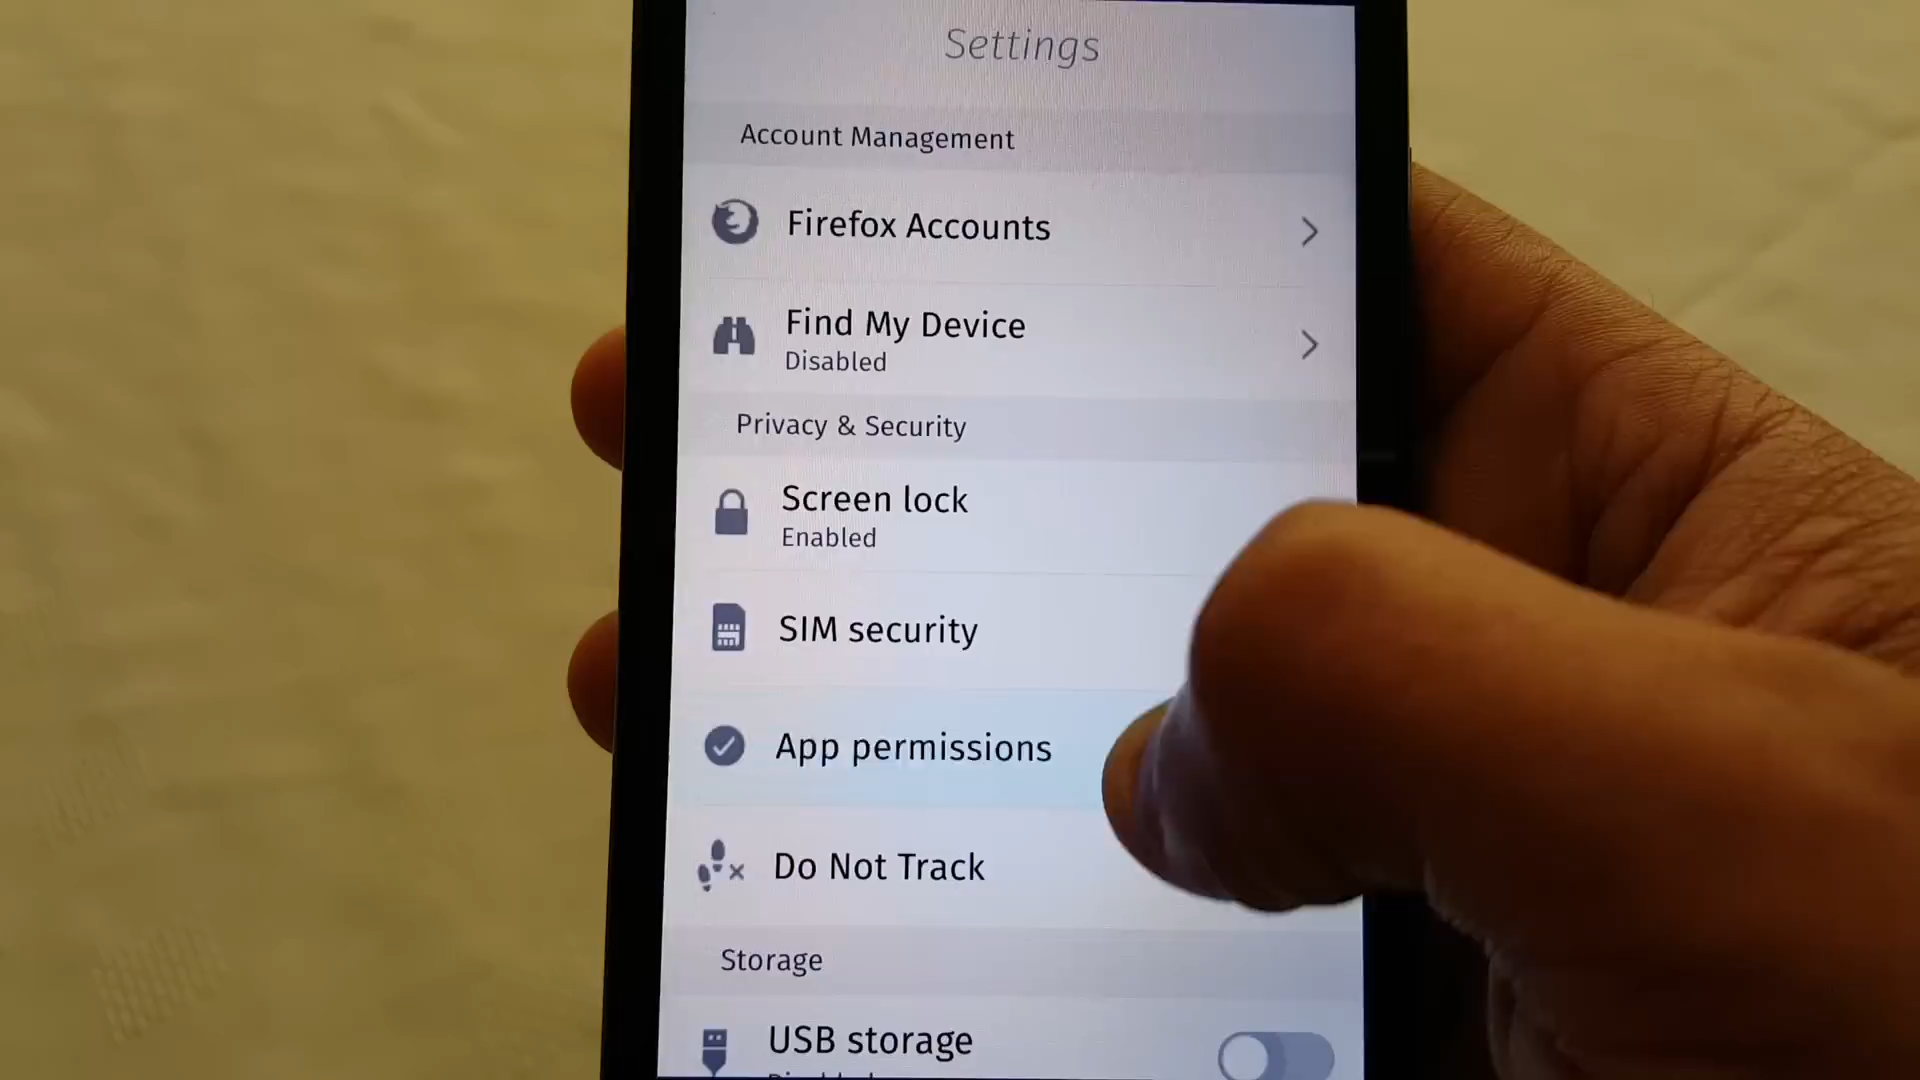 Settings
Account Management
Firefox Accounts
Find My Device
Disabled
Privacy & Security
Screen lock
Enabled
SIM security
App permissions
Do Not Track
Storage
USB storage